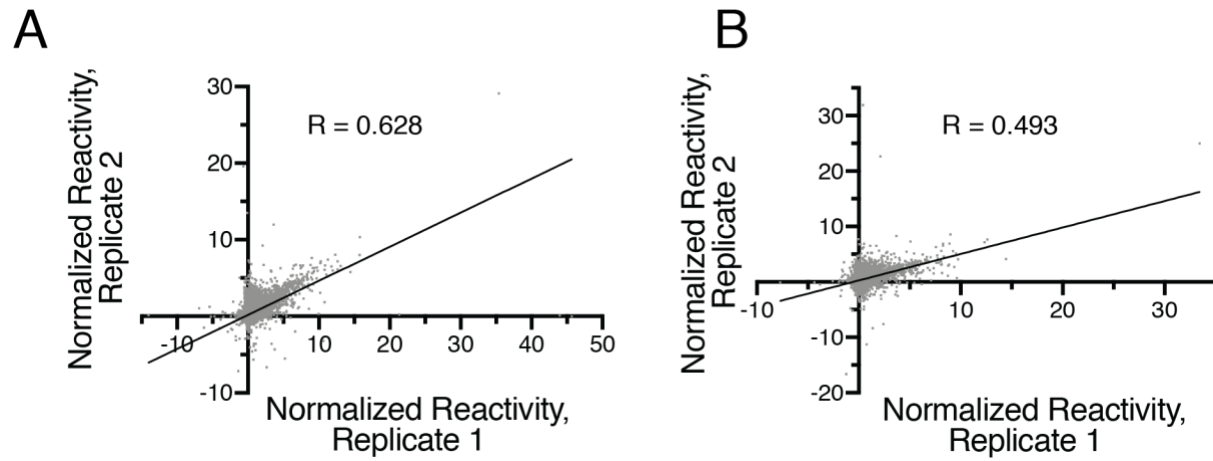 A
Normalized Reactivity,
Replicate 2
30
20
10
-10
R = 0.628
-10
10
20
30
40
50
Normalized Reactivity,
Replicate 1
B
Normalized Reactivity,
Replicate 2
30
20
10
-10
-20
R = 0.493
-10
10
20
30
Normalized Reactivity,
Replicate 1